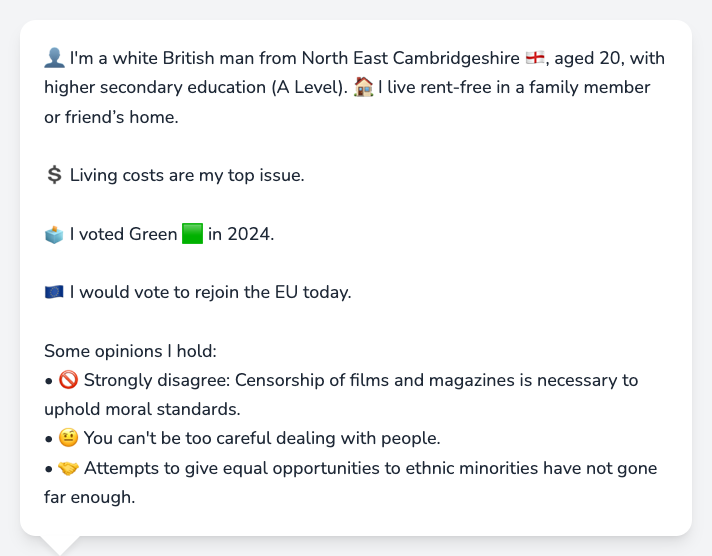 👤 I'm a white British man from North East Cambridgeshire 🏴󠁧󠁢󠁥󠁮󠁧󠁿, aged 20, with
higher secondary education (A Level). 🏠 I live rent-free in a family member
or friend’s home.
💲 Living costs are my top issue.
🗳️ I voted Green 🟩 in 2024.
🇪🇺 I would vote to rejoin the EU today.
Some opinions I hold:
• 🚫 Strongly disagree: Censorship of films and magazines is necessary to
uphold moral standards.
• 🤨 You can't be too careful dealing with people.
• 🤝 Attempts to give equal opportunities to ethnic minorities have not gone
far enough.